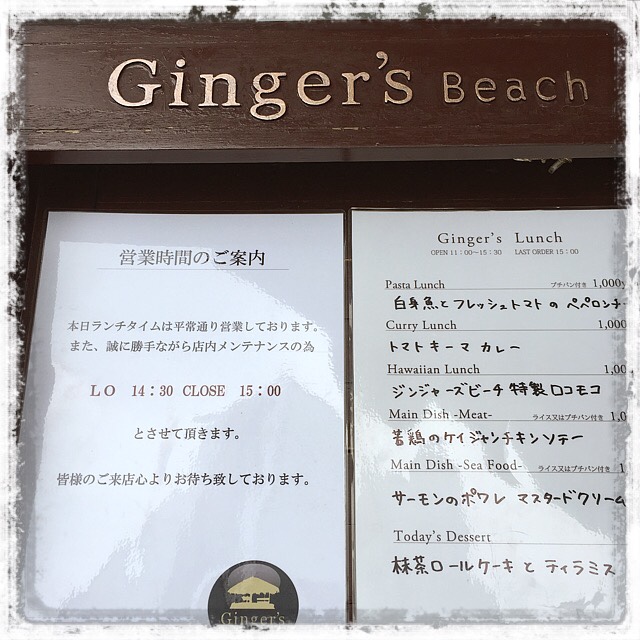 Ginger's Beach
営業時間のご案内
本日ランチタイムは平常通り営業しております。
また、誠に勝手ながら店内メンテナンスの為
LO 14：30 CLOSE 15：00
とさせて頂きます。
皆様のご来店心よりお待ち致しております。
Ginger's
Ginger's Lunch
OPEN 11：00〜15：30 LAST ORDER 15：00
Pasta Lunch プチパン付き 1,000
白身魚とフレッシュトマトのペペロンチ
Curry Lunch 1,000
トマトキーマカレー
Hawaiian Lunch 1,00
ジンジャーズビーチ特製ロコモコ
Main Dish -Meat- ライス又はプチパン付き 1,0
若鶏のケイジャンチキンソテー
Main Dish -Sea Food- ライス又はプチパン付き 1
サーモンのポワレ マスタードクリーム
Today's Dessert
抹茶ロールケーキとティラミス